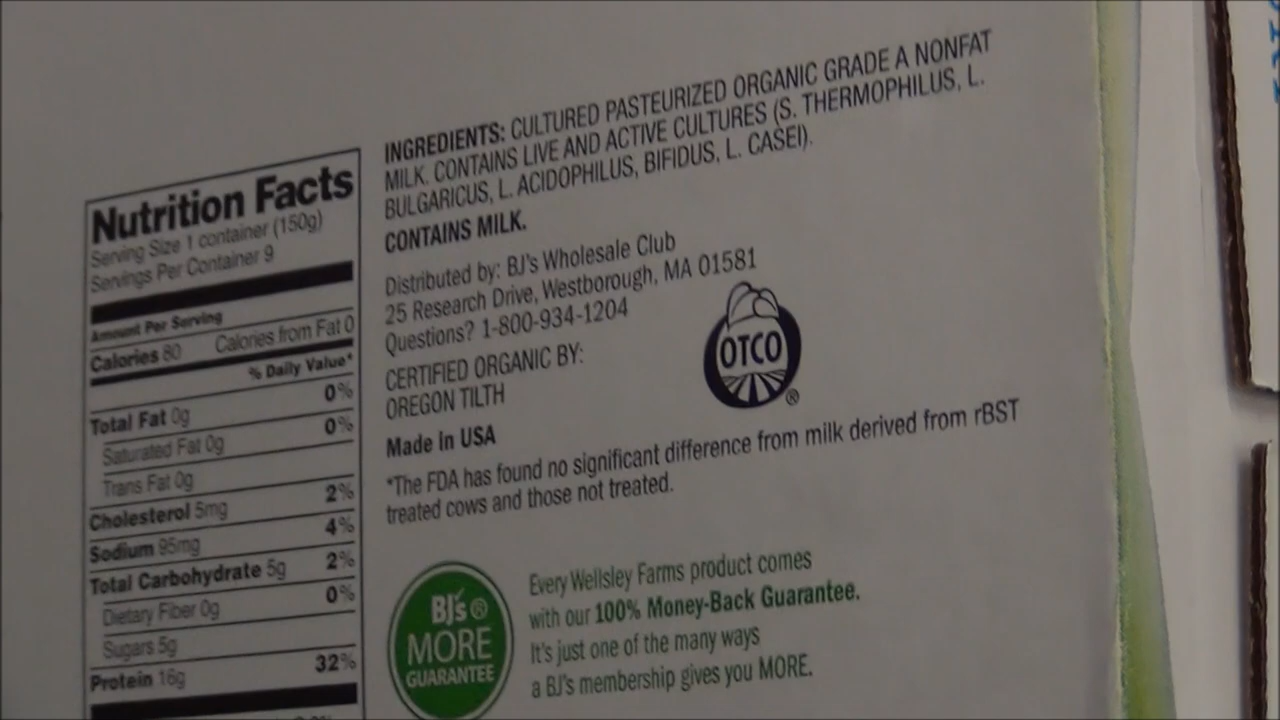 Nutrition Facts
Serving Size 1 container (150g)
Servings Per Container 9
Amount Per Serving
Calories 80 Calories from Fat 0
% Daily Value*
Total Fat 0g 0%
Saturated Fat 0g 0%
Trans Fat 0g
Cholesterol 5mg 2%
Sodium 95mg 4%
Total Carbohydrate 5g 2%
Dietary Fiber 0g 0%
Sugars 5g
Protein 16g 32%
INGREDIENTS: CULTURED PASTEURIZED ORGANIC GRADE A NONFAT
MILK. CONTAINS LIVE AND ACTIVE CULTURES (S. THERMOPHILUS, L.
BULGARICUS, L. ACIDOPHILUS, BIFIDUS, L. CASEI).
CONTAINS MILK.
Distributed by: BJ's Wholesale Club
25 Research Drive, Westborough, MA 01581
Questions? 1-800-934-1204
CERTIFIED ORGANIC BY:
OREGON TILTH
OTCO
®
Made in USA
*The FDA has found no significant difference from milk derived from rBST
treated cows and those not treated.
BJ's®
MORE
GUARANTEE
Every Wellsley Farms product comes
with our 100% Money-Back Guarantee.
It's just one of the many ways
a BJ's membership gives you MORE.